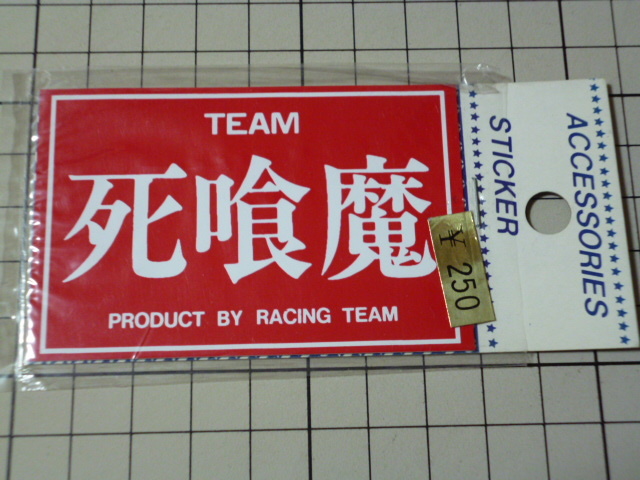 TEAM
死喰魔
PRODUCT BY RACING TEAM
¥250
STICKER
ACCESSORIES